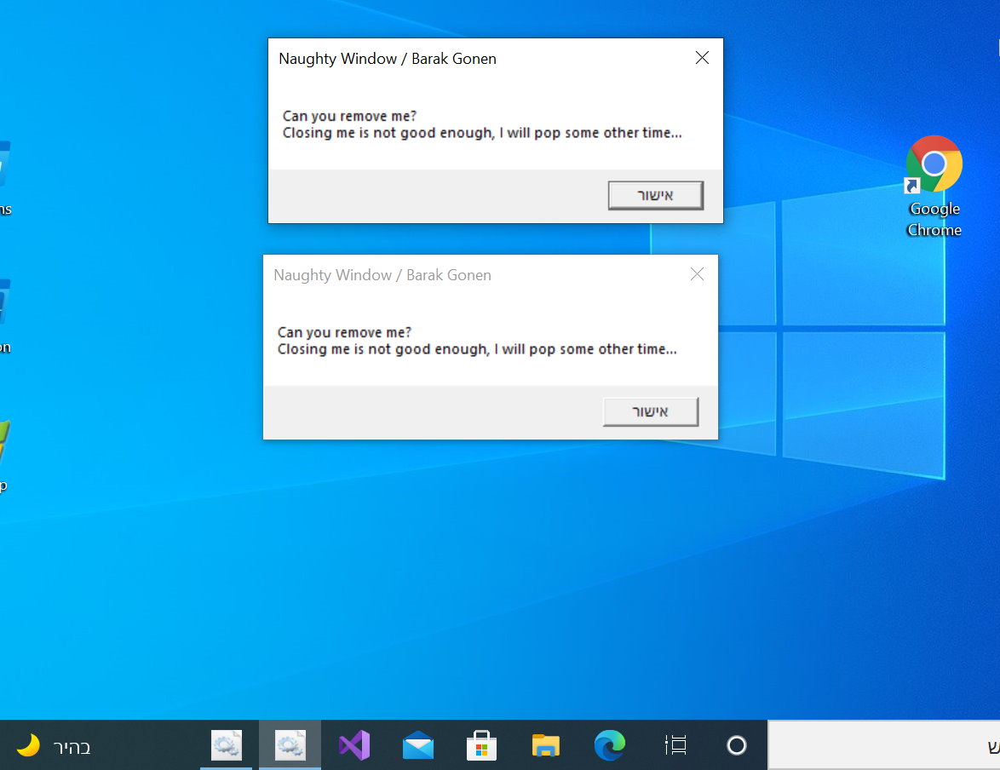 Naughty Window / Barak Gonen
Can you remove me?
Closing me is not good enough, I will pop some other time...
אישור
Naughty Window / Barak Gonen
Can you remove me?
Closing me is not good enough, I will pop some other time...
אישור
Google
Chrome
בהיר